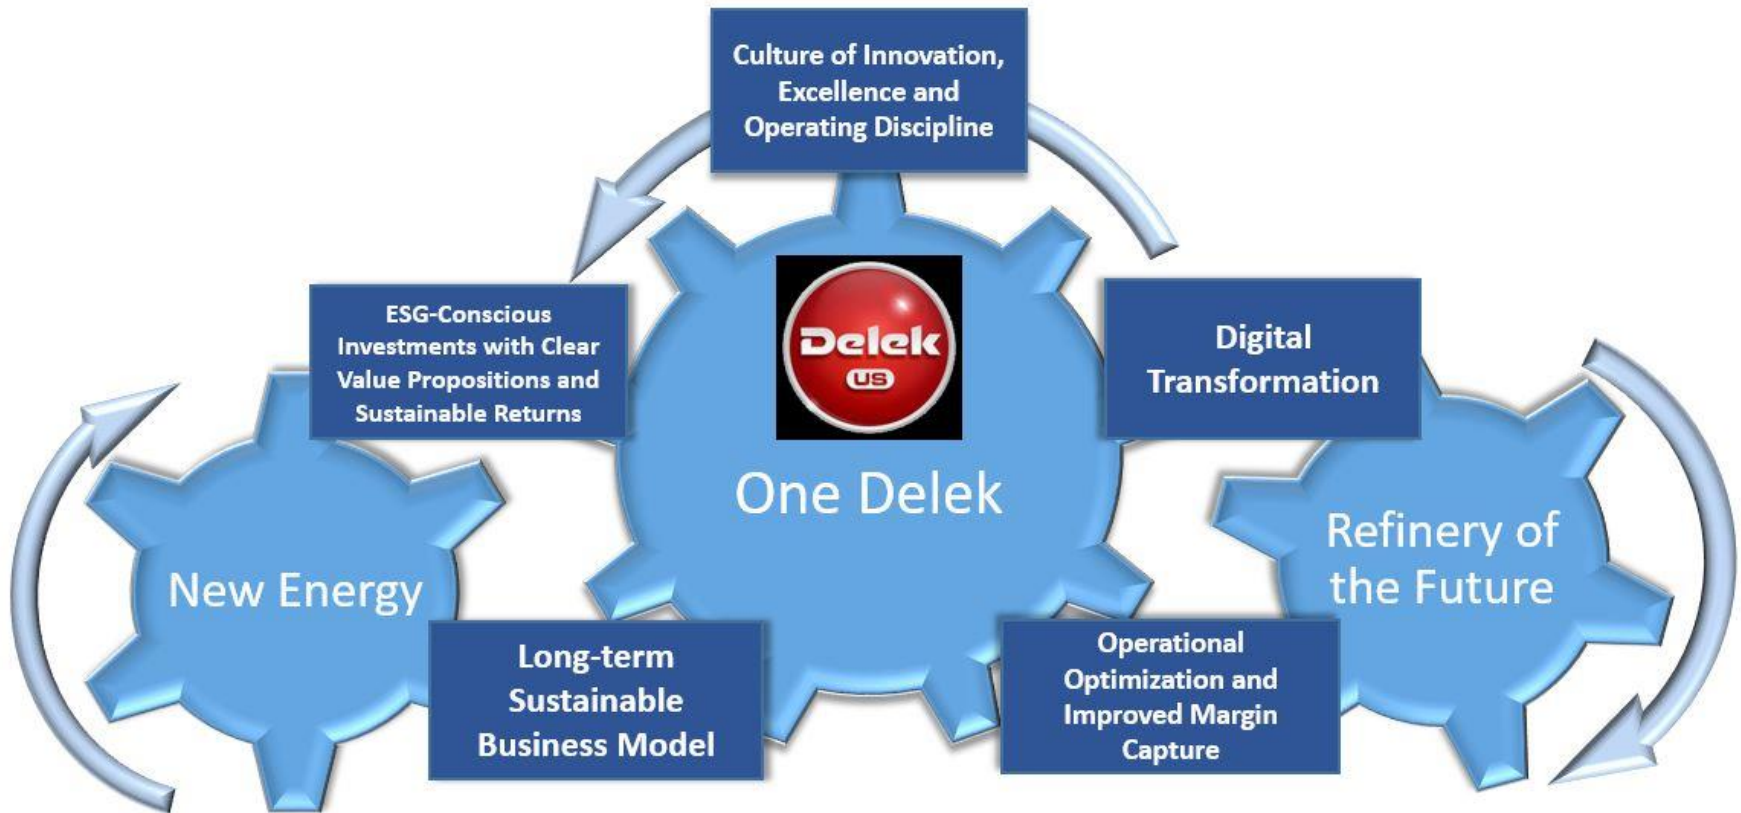 Culture of Innovation,
Excellence and
Operating Discipline
ESG-Conscious
Investments with Clear
Value Propositions and
Sustainable Returns
Delek
US
Digital
Transformation
One Delek
New Energy
Refinery of
the Future
Long-term
Sustainable
Business Model
Operational
Optimization and
Improved Margin
Capture